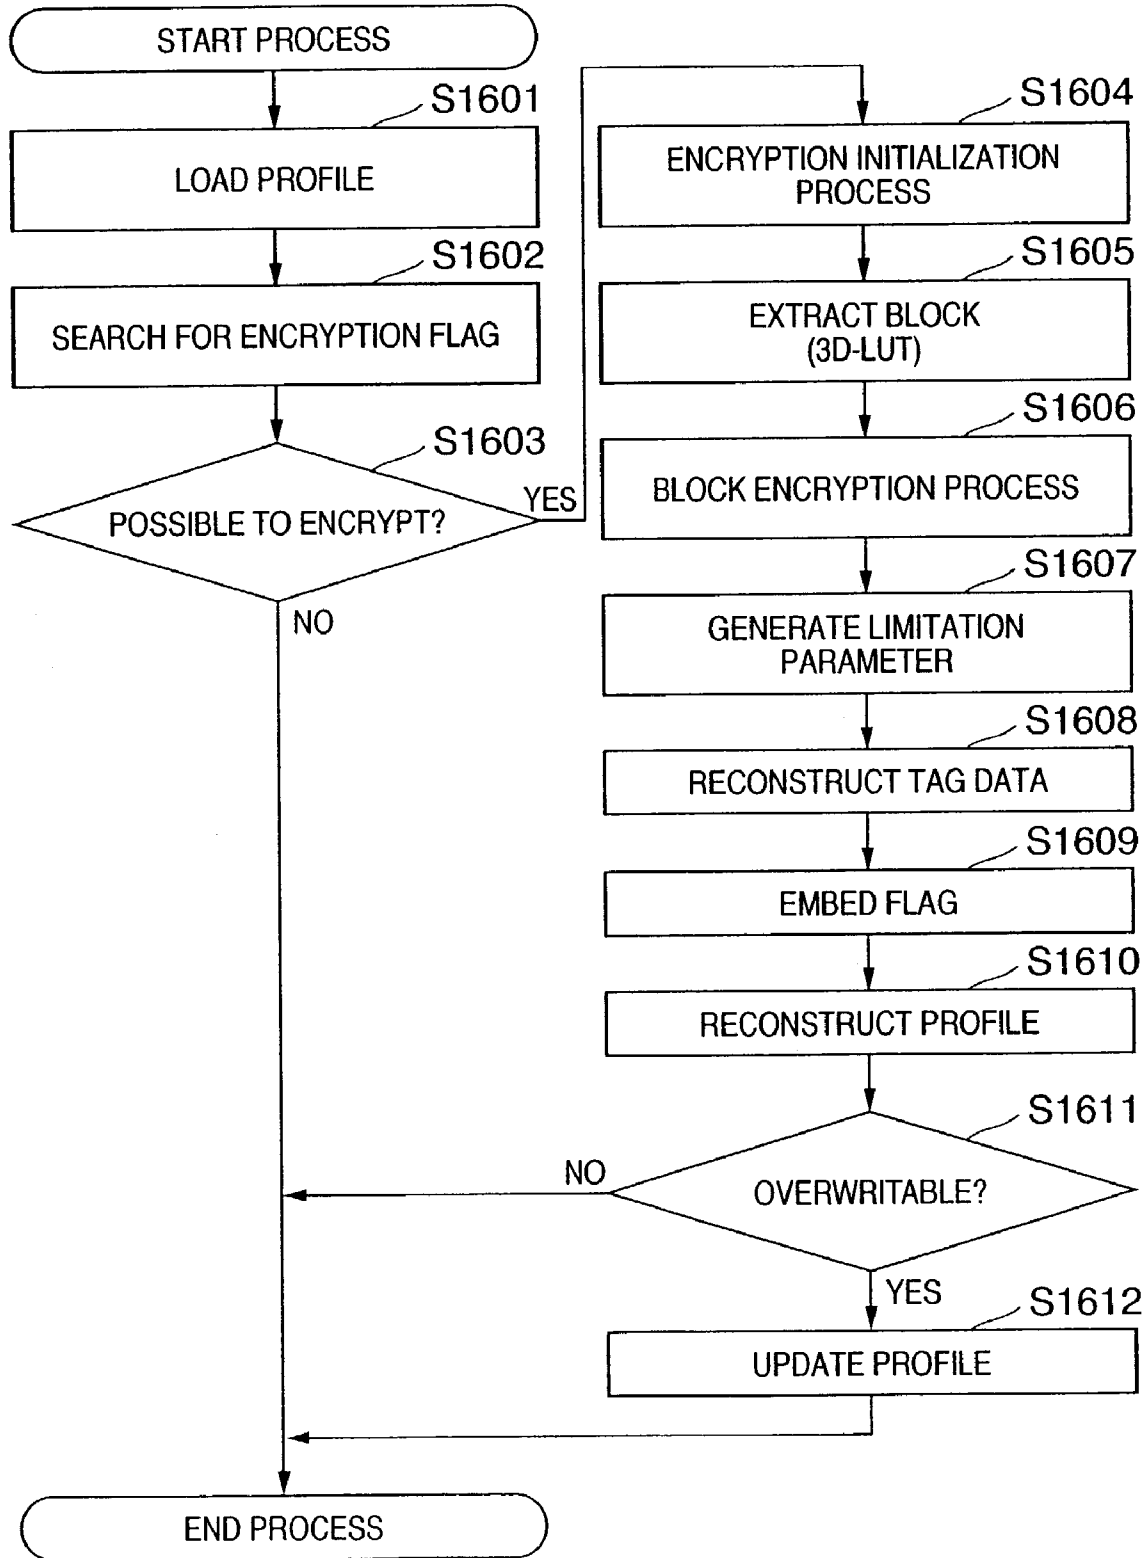 START PROCESS
S1601
LOAD PROFILE
S1602
SEARCH FOR ENCRYPTION FLAG
S1603
POSSIBLE TO ENCRYPT?
YES
NO
S1604
ENCRYPTION INITIALIZATION
PROCESS
S1605
EXTRACT BLOCK
(3D-LUT)
S1606
BLOCK ENCRYPTION PROCESS
S1607
GENERATE LIMITATION
PARAMETER
S1608
RECONSTRUCT TAG DATA
S1609
EMBED FLAG
S1610
RECONSTRUCT PROFILE
S1611
OVERWRITABLE?
NO
YES
S1612
UPDATE PROFILE
END PROCESS